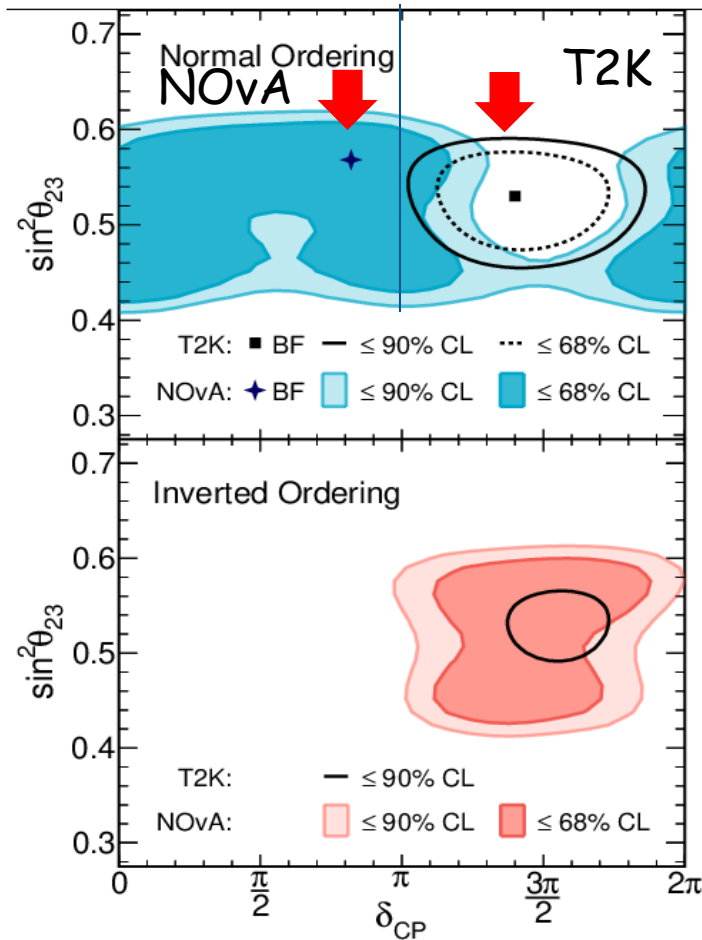 0.7
Normal Ordering
NOvA
T2K
0.6
sin²θ₂₃
0.5
0.4
T2K: BF ≤ 90% CL ≤ 68% CL
NOvA: BF ≤ 90% CL ≤ 68% CL
0.3
0.7
Inverted Ordering
0.6
sin²θ₂₃
0.5
0.4
T2K: ≤ 90% CL
NOvA: ≤ 90% CL ≤ 68% CL
0.3
0 π/2 π 3π/2 2π
δCP